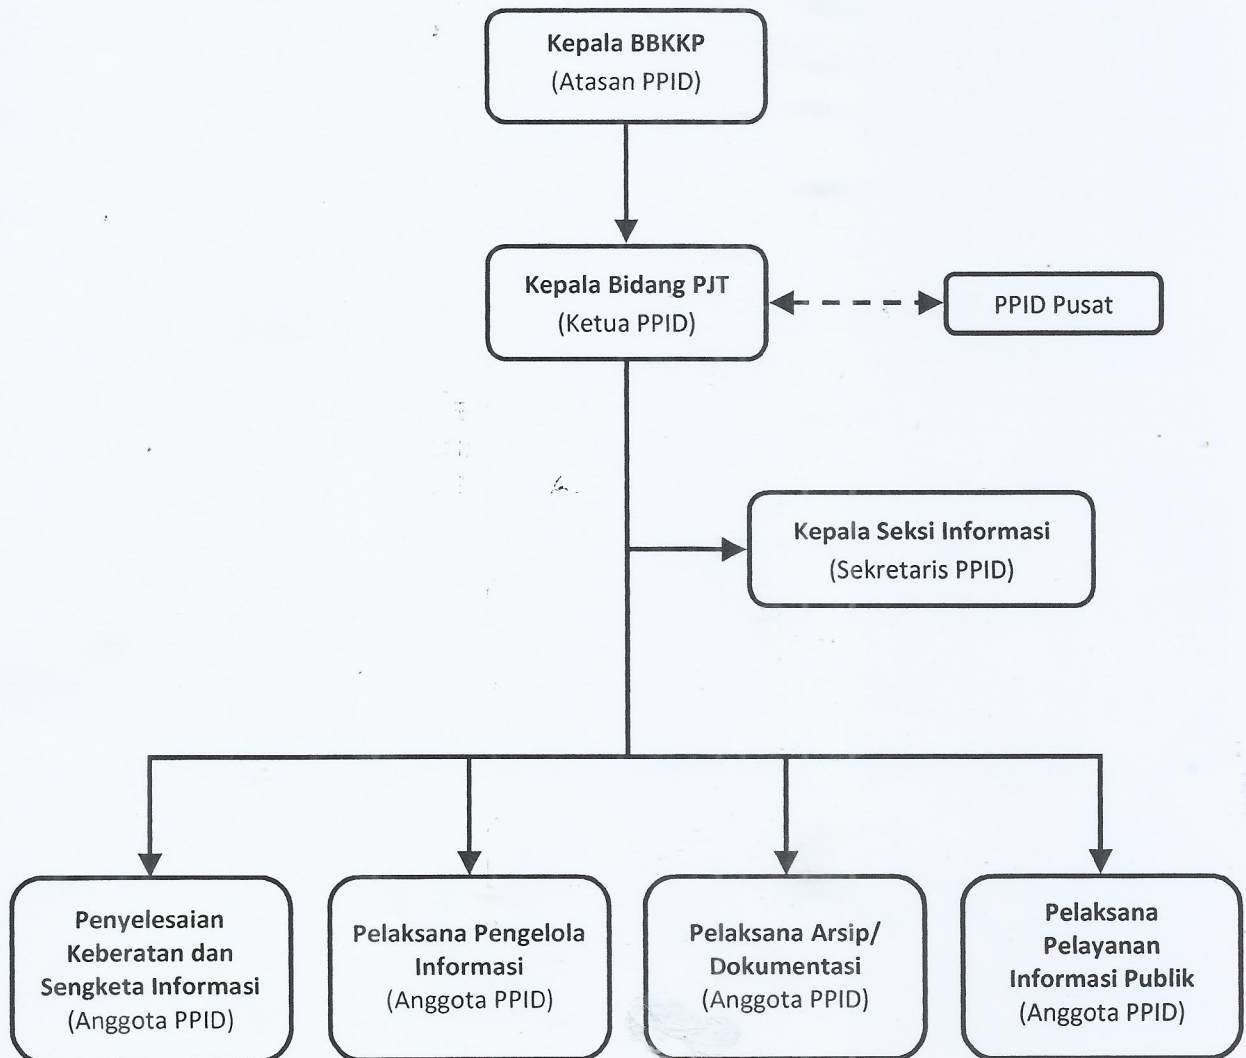 Kepala BBKKP
(Atasan PPID)
Kepala Bidang PJT
(Ketua PPID)
PPID Pusat
Kepala Seksi Informasi
(Sekretaris PPID)
Penyelesaian
Keberatan dan
Sengketa Informasi
(Anggota PPID)
Pelaksana Pengelola
Informasi
(Anggota PPID)
Pelaksana Arsip/
Dokumentasi
(Anggota PPID)
Pelaksana
Pelayanan
Informasi Publik
(Anggota PPID)